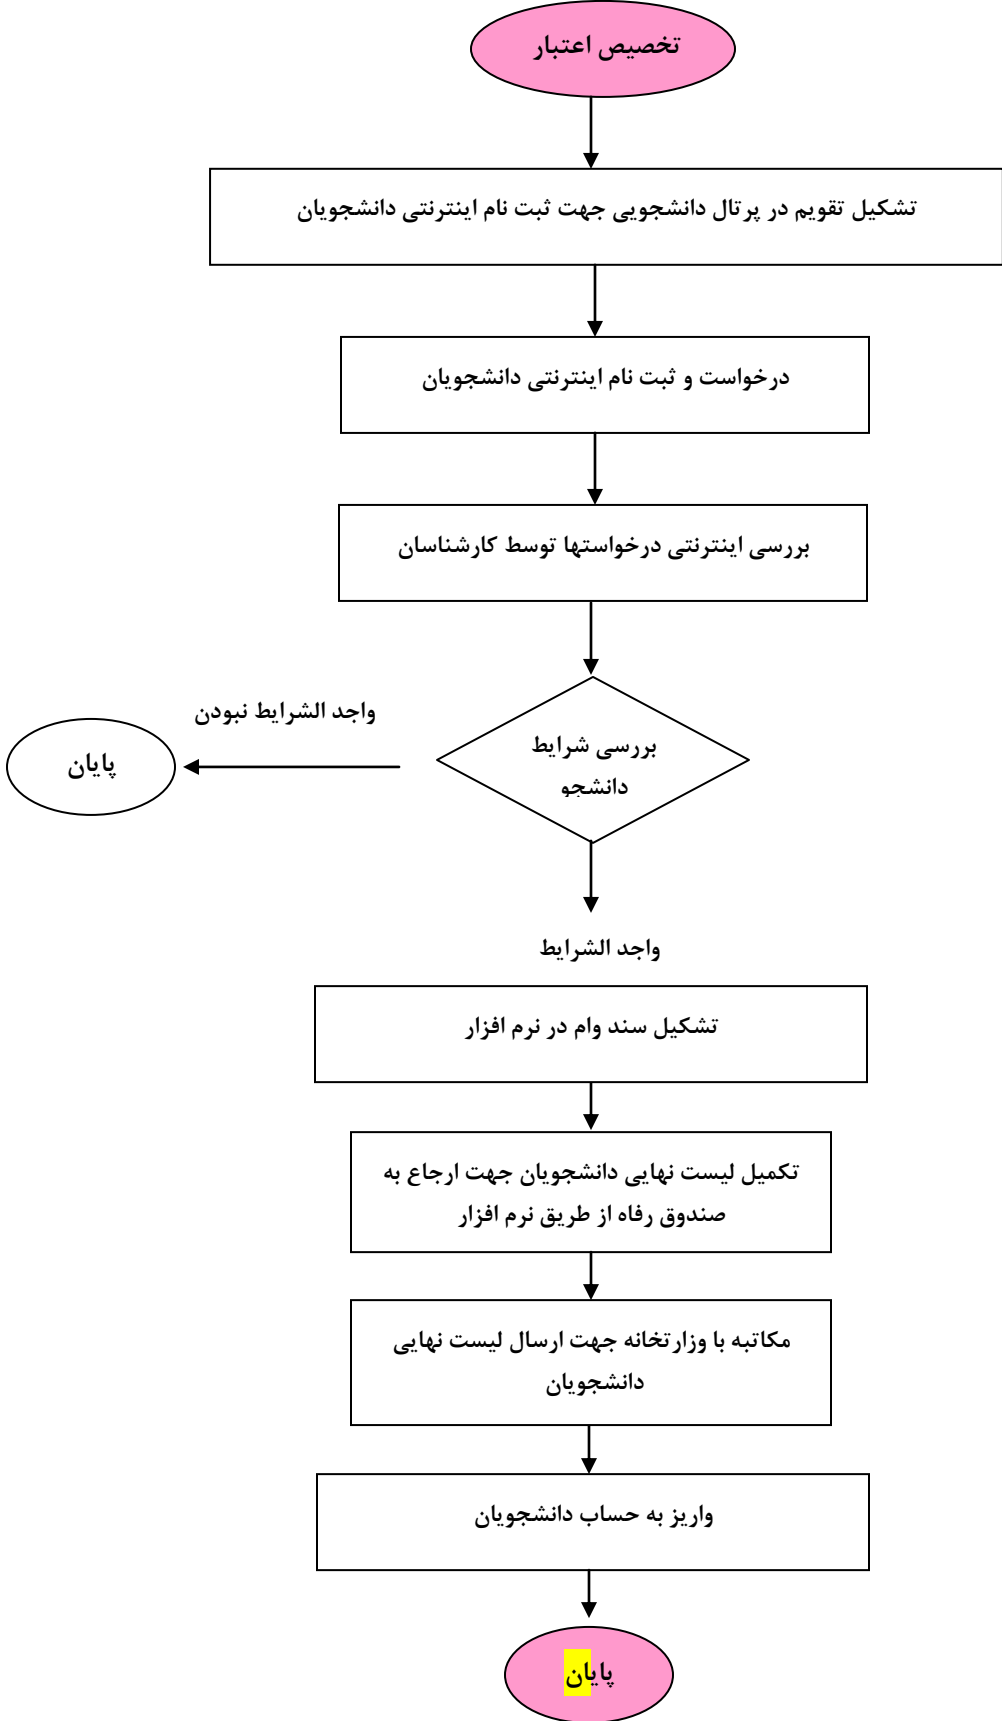 تخصیص اعتبار
تشکیل تقویم در پرتال دانشجویی جهت ثبت نام اینترنتی دانشجویان
درخواست و ثبت نام اینترنتی دانشجویان
بررسی اینترنتی درخواستها توسط کارشناسان
واجد الشرایط نبودن
بررسی شرایط
دانشجو
پایان
واجد الشرایط
تشکیل سند وام در نرم افزار
تکمیل لیست نهایی دانشجویان جهت ارجاع به
صندوق رفاه از طریق نرم افزار
مکاتبه با وزارتخانه جهت ارسال لیست نهایی
دانشجویان
واریز به حساب دانشجویان
پایان